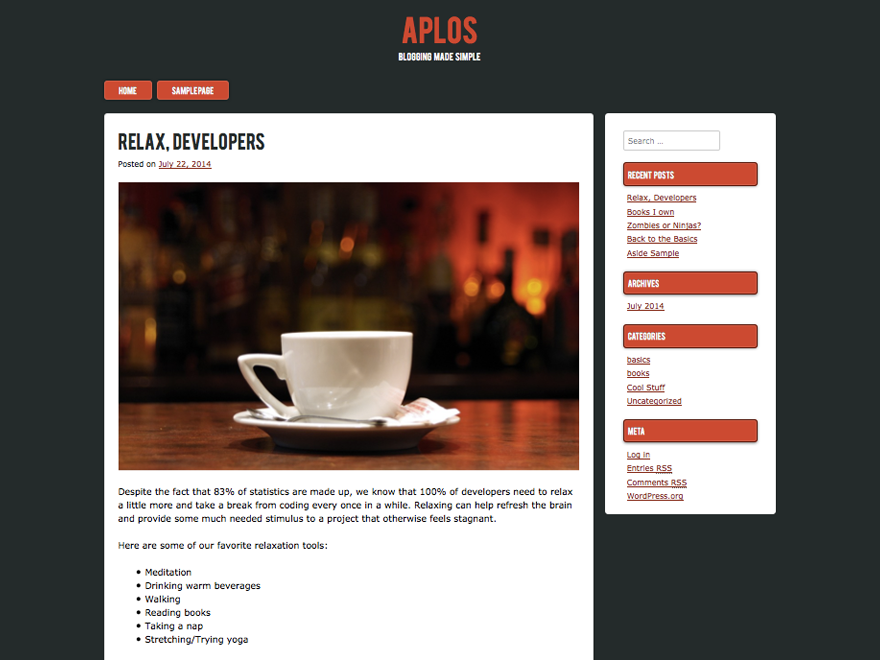 APLOS
BLOGGING MADE SIMPLE
HOME
SAMPLE PAGE
RELAX, DEVELOPERS
Posted on July 22, 2014
Despite the fact that 83% of statistics are made up, we know that 100% of developers need to relax
a little more and take a break from coding every once in a while. Relaxing can help refresh the brain
and provide some much needed stimulus to a project that otherwise feels stagnant.
Here are some of our favorite relaxation tools:
• Meditation
• Drinking warm beverages
• Walking
• Reading books
• Taking a nap
• Stretching/Trying yoga
Search ...
RECENT POSTS
Relax, Developers
Books I own
Zombies or Ninjas?
Back to the Basics
Aside Sample
ARCHIVES
July 2014
CATEGORIES
basics
books
Cool Stuff
Uncategorized
META
Log in
Entries RSS
Comments RSS
WordPress.org